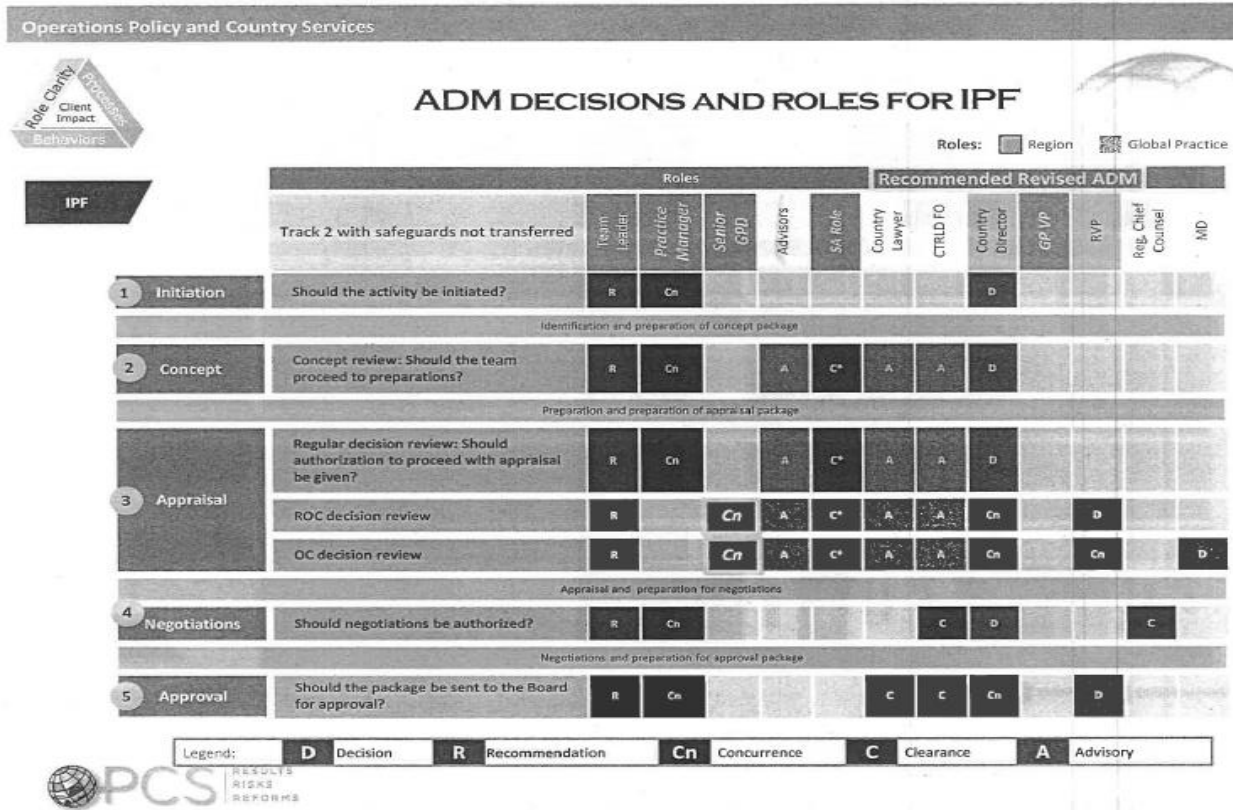 Operations Policy and Country Services
Role Clarity
Processes
Client
Impact
Behaviors
ADM DECISIONS AND ROLES FOR IPF
Roles: Region Global Practice
IPF
Roles Recommended Revised ADM
Track 2 with safeguards not transferred
Team Leader
Practice Manager
Senior GPD
Advisors
SA Role
Country Lawyer
CTRLD FO
Country Director
GP VP
RVP
Reg. Chief Counsel
MD
1 Initiation Should the activity be initiated? R Cn D
Identification and preparation of concept package
2 Concept Concept review: Should the team
proceed to preparations? R Cn A C* A A D
Preparation and preparation of appraisal package
3 Appraisal Regular decision review: Should
authorization to proceed with appraisal
be given? R Cn A C* A A D
ROC decision review R Cn A C* A A Cn D
OC decision review R Cn A C* A A Cn Cn D
Appraisal and preparation for negotiations
4 Negotiations Should negotiations be authorized? R Cn C D C
Negotiations and preparation for approval package
5 Approval Should the package be sent to the Board
for approval? R Cn C C Cn D
Legend: D Decision R Recommendation Cn Concurrence C Clearance A Advisory
OPCS
RESULTS
RISKS
REFORMS